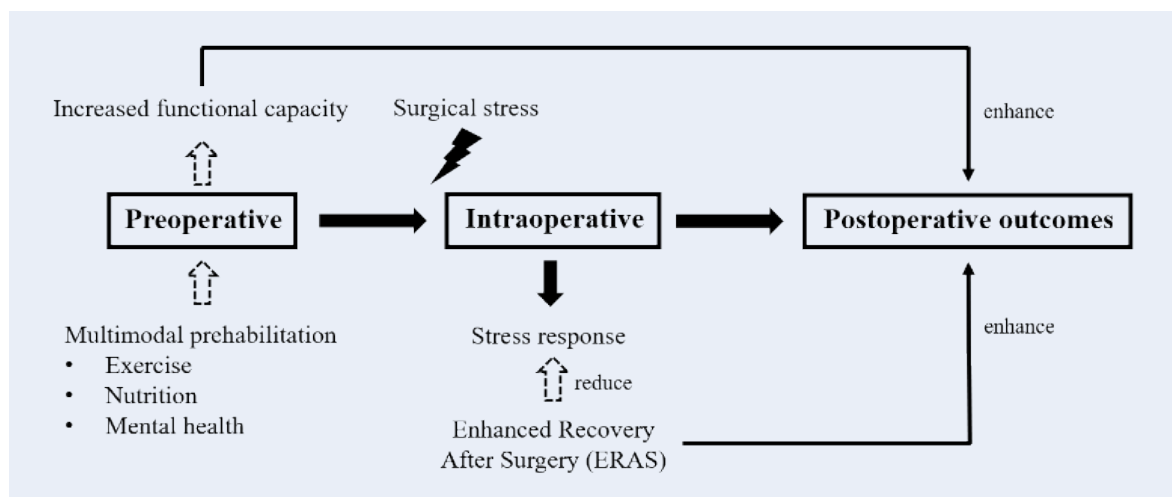 enhance
Increased functional capacity
Surgical stress
Preoperative
Intraoperative
Postoperative outcomes
Multimodal prehabilitation
• Exercise
• Nutrition
• Mental health
Stress response
reduce
enhance
Enhanced Recovery
After Surgery (ERAS)